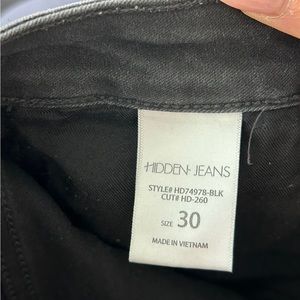 HIDDEN JEANS
STYLE# HD74978-BLK
CUT# HD-260
SIZE 30
MADE IN VIETNAM